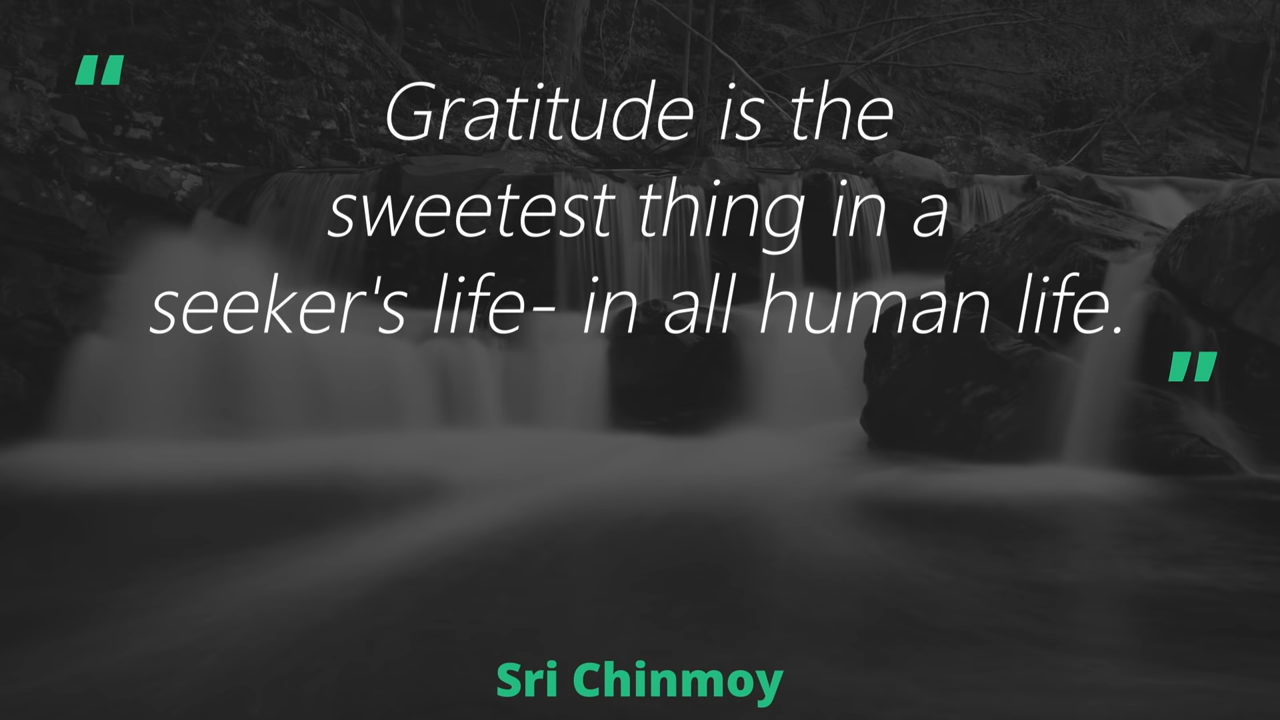 "
Gratitude is the
sweetest thing in a
seeker's life- in all human life.
"
Sri Chinmoy